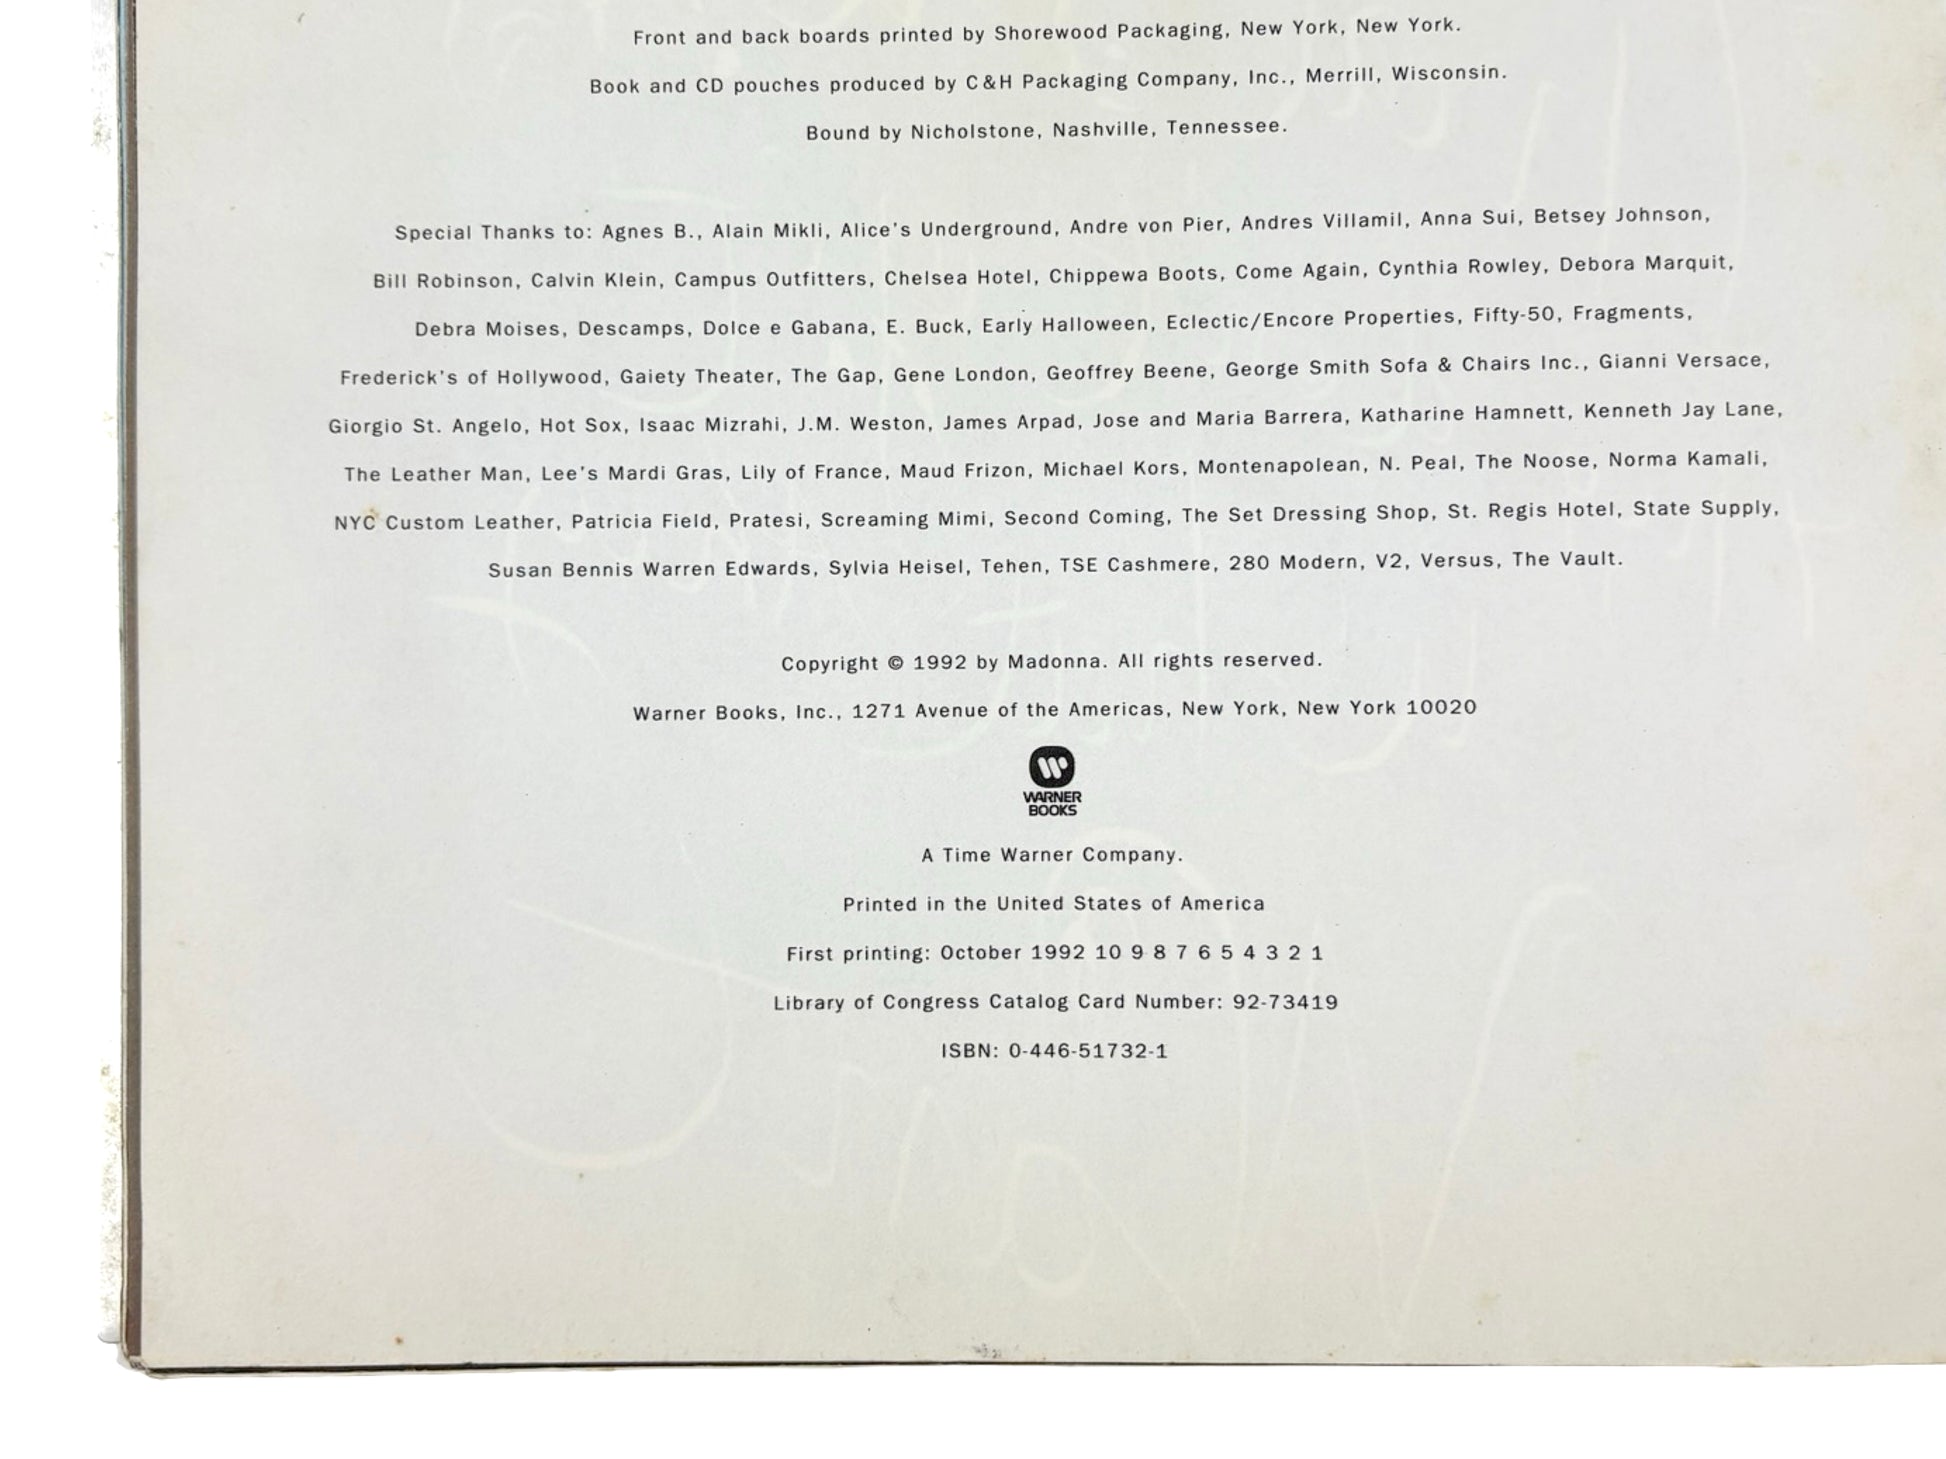 Front and back boards printed by Shorewood Packaging, New York, New York.
Book and CD pouches produced by C&H Packaging Company, Inc., Merrill, Wisconsin.
Bound by Nicholstone, Nashville, Tennessee.
Special Thanks to: Agnes B., Alain Mikli, Alice's Underground, Andre von Pier, Andres Villamil, Anna Sui, Betsey Johnson,
Bill Robinson, Calvin Klein, Campus Outfitters, Chelsea Hotel, Chippewa Boots, Come Again, Cynthia Rowley, Debora Marquit,
Debra Moises, Descamps, Dolce e Gabana, E. Buck, Early Halloween, Eclectic/Encore Properties, Fifty-50, Fragments,
Frederick's of Hollywood, Gaiety Theater, The Gap, Gene London, Geoffrey Beene, George Smith Sofa & Chairs Inc., Gianni Versace,
Giorgio St. Angelo, Hot Sox, Isaac Mizrahi, J.M. Weston, James Arpad, Jose and Maria Barrera, Katharine Hamnett, Kenneth Jay Lane,
The Leather Man, Lee's Mardi Gras, Lily of France, Maud Frizon, Michael Kors, Montenapolean, N. Peal, The Noose, Norma Kamali,
NYC Custom Leather, Patricia Field, Pratesi, Screaming Mimi, Second Coming, The Set Dressing Shop, St. Regis Hotel, State Supply,
Susan Bennis Warren Edwards, Sylvia Heisel, Tehen, TSE Cashmere, 280 Modern, V2, Versus, The Vault.
Copyright © 1992 by Madonna. All rights reserved.
Warner Books, Inc., 1271 Avenue of the Americas, New York, New York 10020
WARNER
BOOKS
A Time Warner Company.
Printed in the United States of America
First printing: October 1992 10 9 8 7 6 5 4 3 2 1
Library of Congress Catalog Card Number: 92-73419
ISBN: 0-446-51732-1